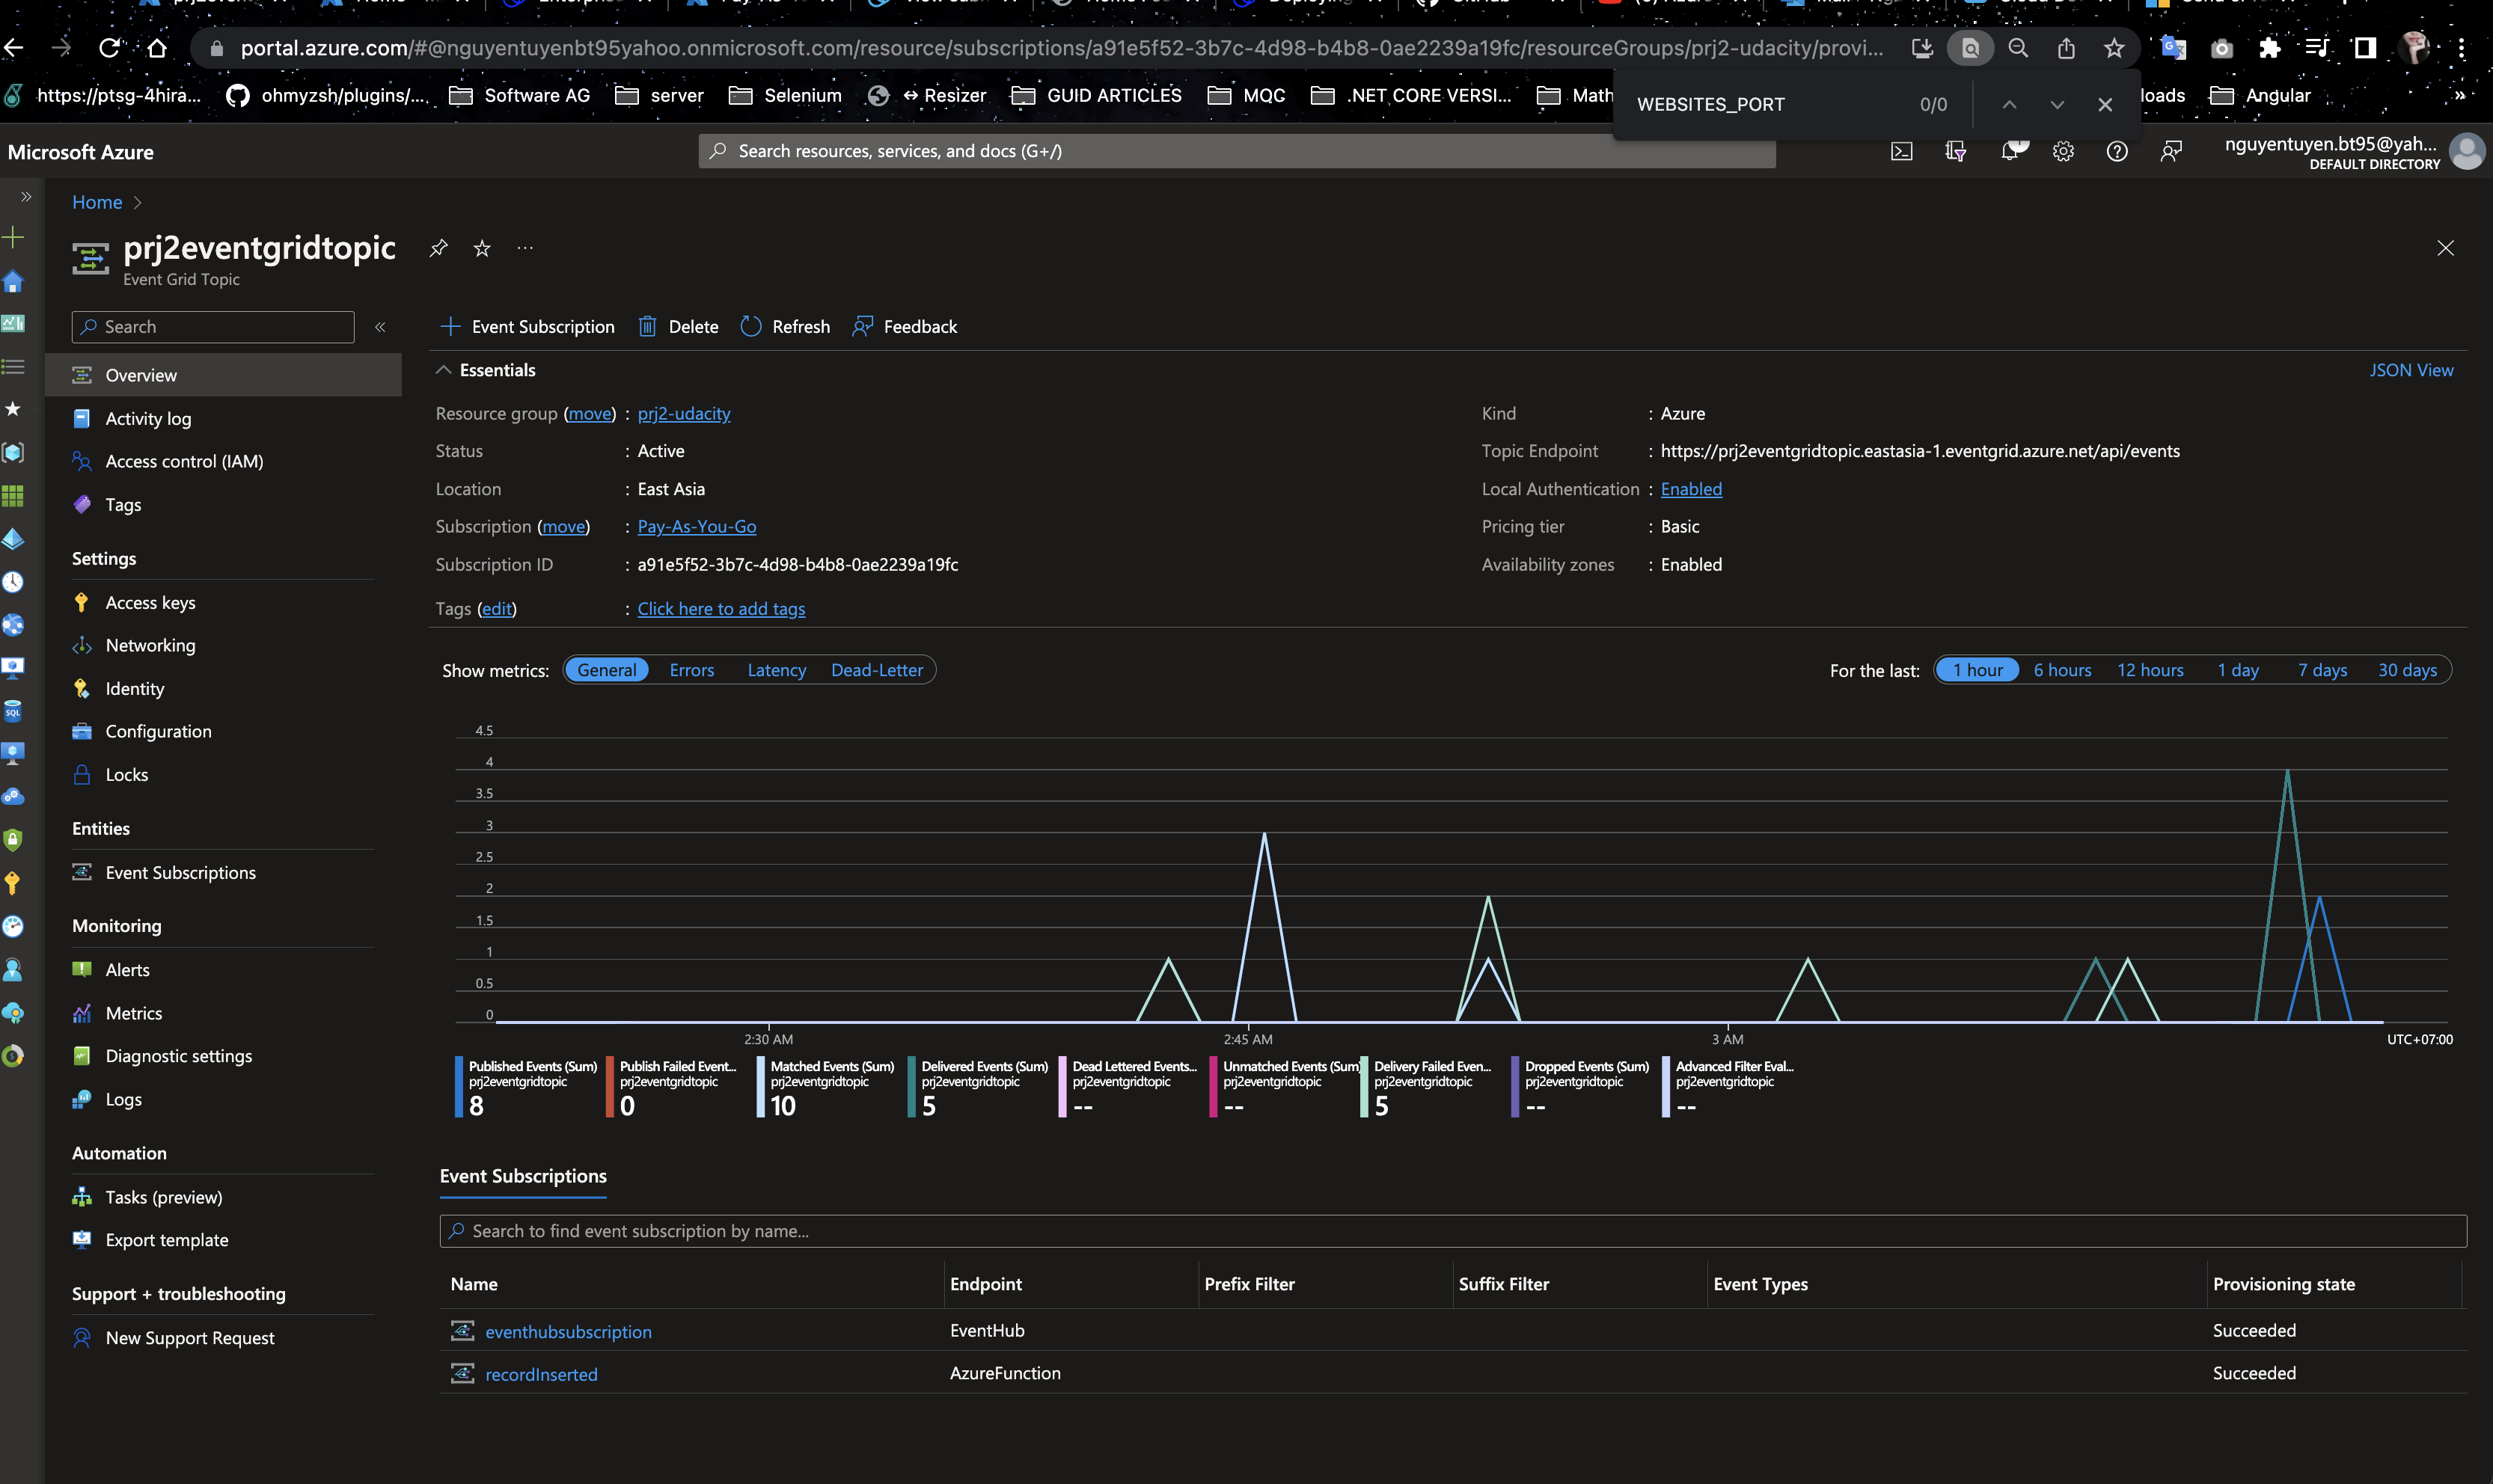 portal.azure.com/#@nguyentuyenbt95yahoo.onmicrosoft.com/resource/subscriptions/a91e5f52-3b7c-4d98-b4b8-0ae2239a19fc/resourceGroups/prj2-udacity/provi...
https://ptsg-4hira... ohmyzsh/plugins/... Software AG server Selenium ↔ Resizer GUID ARTICLES MQC .NET CORE VERSI... Math loads Angular »
WEBSITES_PORT 0/0
Microsoft Azure
Search resources, services, and docs (G+/)
nguyentuyen.bt95@yah...
DEFAULT DIRECTORY
Home >
prj2eventgridtopic
Event Grid Topic
Search
Overview
Activity log
Access control (IAM)
Tags
Settings
Access keys
Networking
Identity
Configuration
Locks
Entities
Event Subscriptions
Monitoring
Alerts
Metrics
Diagnostic settings
Logs
Automation
Tasks (preview)
Export template
Support + troubleshooting
New Support Request
Event Subscription Delete Refresh Feedback
Essentials
JSON View
Resource group (move) : prj2-udacity
Status : Active
Location : East Asia
Subscription (move) : Pay-As-You-Go
Subscription ID : a91e5f52-3b7c-4d98-b4b8-0ae2239a19fc
Tags (edit) : Click here to add tags
Kind : Azure
Topic Endpoint : https://prj2eventgridtopic.eastasia-1.eventgrid.azure.net/api/events
Local Authentication : Enabled
Pricing tier : Basic
Availability zones : Enabled
Show metrics: General Errors Latency Dead-Letter
For the last: 1 hour 6 hours 12 hours 1 day 7 days 30 days
4.5
4
3.5
3
2.5
2
1.5
1
0.5
0
2:30 AM 2:45 AM 3 AM UTC+07:00
Published Events (Sum)
prj2eventgridtopic
8
Publish Failed Event...
prj2eventgridtopic
0
Matched Events (Sum)
prj2eventgridtopic
10
Delivered Events (Sum)
prj2eventgridtopic
5
Dead Lettered Events...
prj2eventgridtopic
--
Unmatched Events (Sum)
prj2eventgridtopic
--
Delivery Failed Even...
prj2eventgridtopic
5
Dropped Events (Sum)
prj2eventgridtopic
--
Advanced Filter Eval...
prj2eventgridtopic
--
Event Subscriptions
Search to find event subscription by name...
Name Endpoint Prefix Filter Suffix Filter Event Types Provisioning state
eventhubsubscription EventHub Succeeded
recordInserted AzureFunction Succeeded